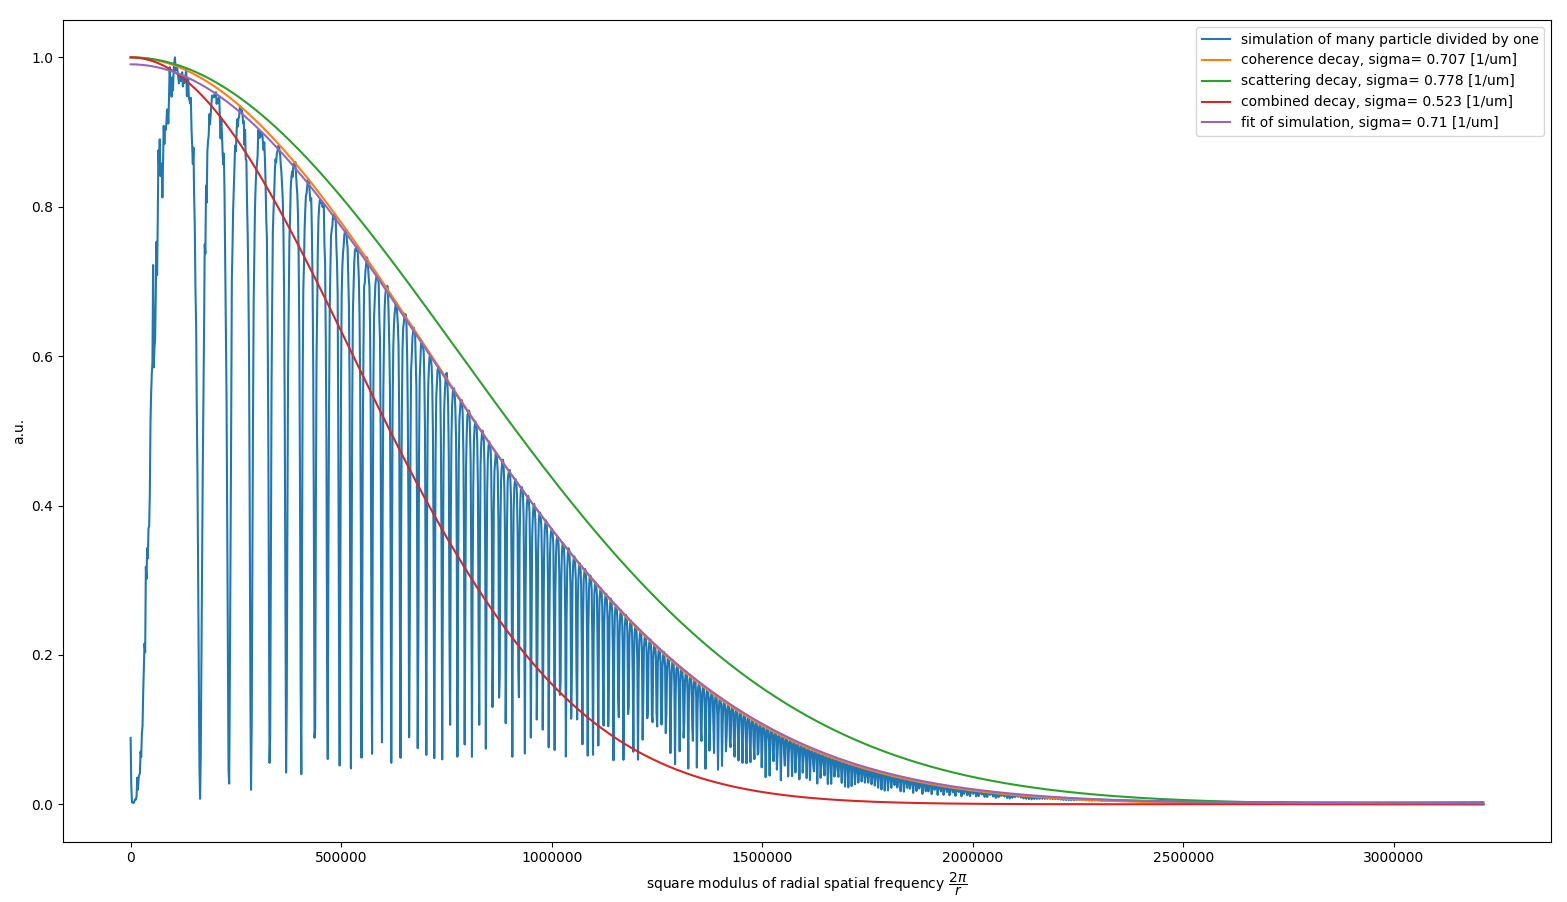 simulation of many particle divided by one
coherence decay, sigma= 0.707 [1/um]
scattering decay, sigma= 0.778 [1/um]
combined decay, sigma= 0.523 [1/um]
fit of simulation, sigma= 0.71 [1/um]
1.0
0.8
0.6
a.u.
0.4
0.2
0.0
0 500000 1000000 1500000 2000000 2500000 3000000
square modulus of radial spatial frequency 2π/r